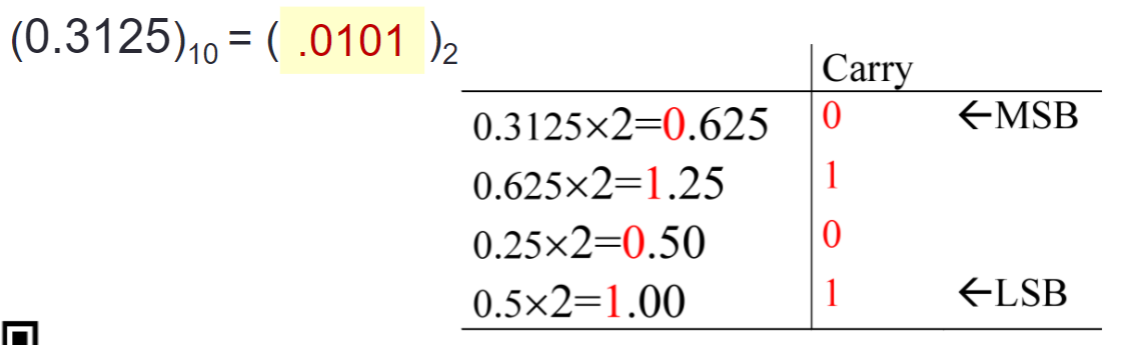 (0.3125)₁₀ = ( .0101 )₂
Carry
0.3125×2=0.625 0 ←MSB
0.625×2=1.25 1
0.25×2=0.50 0
0.5×2=1.00 1 ←LSB